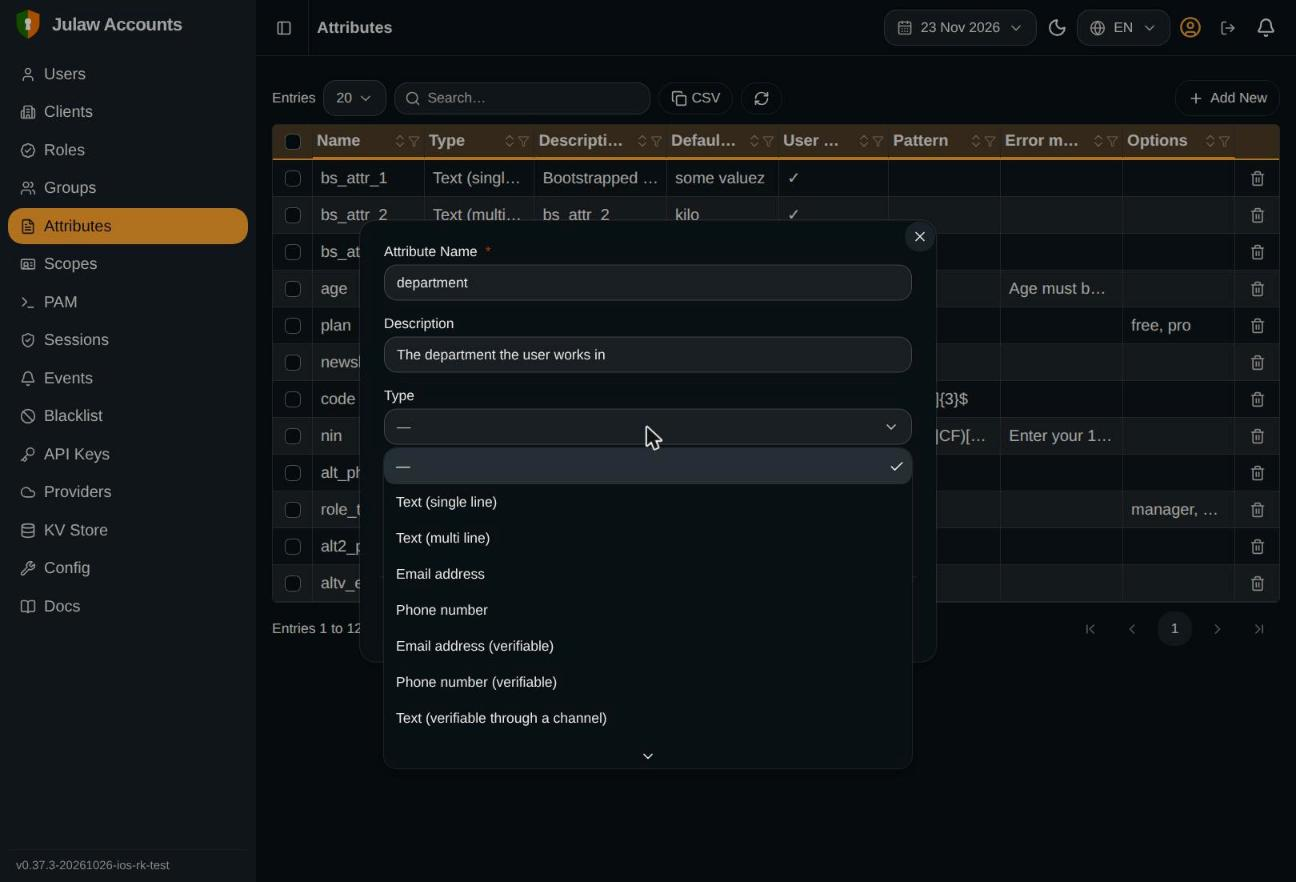 Julaw Accounts
Attributes
23 Nov 2026
EN
Users
Clients
Roles
Groups
Attributes
Scopes
PAM
Sessions
Events
Blacklist
API Keys
Providers
KV Store
Config
Docs
v0.37.3-20261026-ios-rk-test
Entries 20 Search… CSV Add New
Name Type Descripti… Defaul… User … Pattern Error m… Options
bs_attr_1 Text (singl… Bootstrapped … some valuez ✓
bs_attr_2 Text (multi… bs_attr_2 kilo ✓
bs_at
age Age must b…
plan free, pro
newsl
code ]{3}$
nin |CF)[… Enter your 1…
alt_ph
role_t manager, …
alt2_p
altv_e
Entries 1 to 12
1
Attribute Name *
department
Description
The department the user works in
Type
—
—
Text (single line)
Text (multi line)
Email address
Phone number
Email address (verifiable)
Phone number (verifiable)
Text (verifiable through a channel)